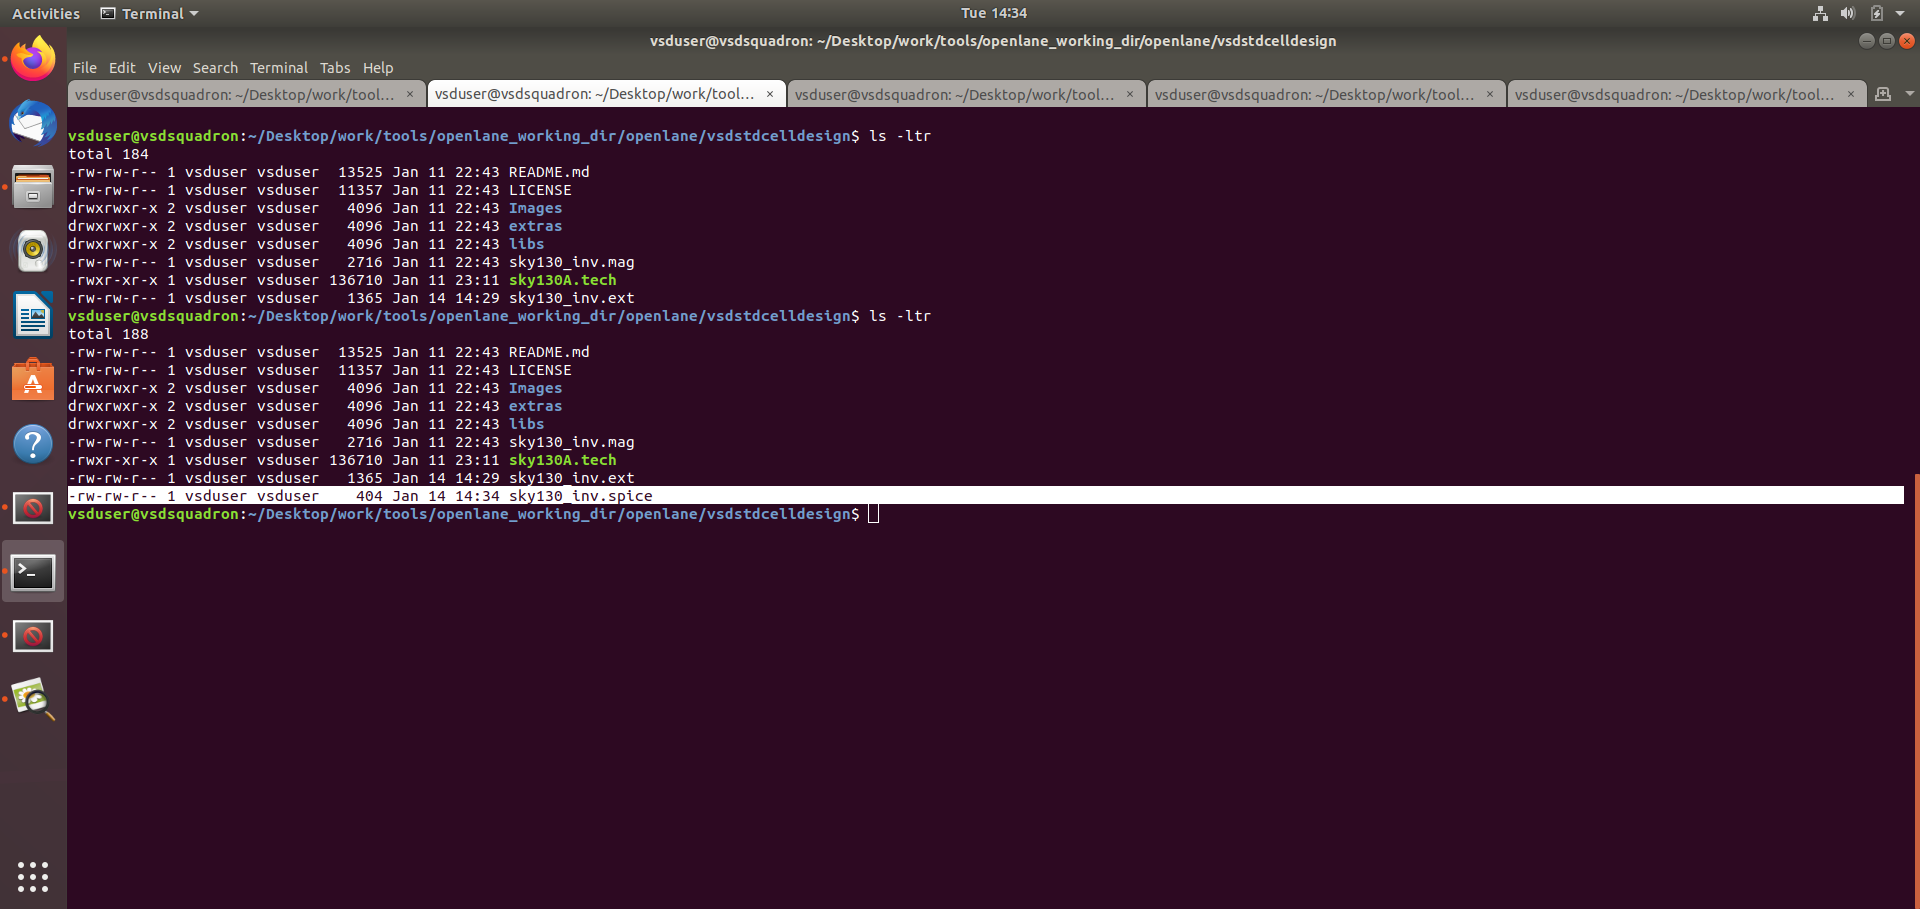 Activities Terminal Tue 14:34
vsduser@vsdsquadron: ~/Desktop/work/tools/openlane_working_dir/openlane/vsdstdcelldesign
File Edit View Search Terminal Tabs Help
vsduser@vsdsquadron: ~/Desktop/work/tool... × vsduser@vsdsquadron: ~/Desktop/work/tool... × vsduser@vsdsquadron: ~/Desktop/work/tool... × vsduser@vsdsquadron: ~/Desktop/work/tool... × vsduser@vsdsquadron: ~/Desktop/work/tool... ×
vsduser@vsdsquadron:~/Desktop/work/tools/openlane_working_dir/openlane/vsdstdcelldesign$ ls -ltr
total 184
-rw-rw-r-- 1 vsduser vsduser  13525 Jan 11 22:43 README.md
-rw-rw-r-- 1 vsduser vsduser  11357 Jan 11 22:43 LICENSE
drwxrwxr-x 2 vsduser vsduser   4096 Jan 11 22:43 Images
drwxrwxr-x 2 vsduser vsduser   4096 Jan 11 22:43 extras
drwxrwxr-x 2 vsduser vsduser   4096 Jan 11 22:43 libs
-rw-rw-r-- 1 vsduser vsduser   2716 Jan 11 22:43 sky130_inv.mag
-rwxr-xr-x 1 vsduser vsduser 136710 Jan 11 23:11 sky130A.tech
-rw-rw-r-- 1 vsduser vsduser   1365 Jan 14 14:29 sky130_inv.ext
vsduser@vsdsquadron:~/Desktop/work/tools/openlane_working_dir/openlane/vsdstdcelldesign$ ls -ltr
total 188
-rw-rw-r-- 1 vsduser vsduser  13525 Jan 11 22:43 README.md
-rw-rw-r-- 1 vsduser vsduser  11357 Jan 11 22:43 LICENSE
drwxrwxr-x 2 vsduser vsduser   4096 Jan 11 22:43 Images
drwxrwxr-x 2 vsduser vsduser   4096 Jan 11 22:43 extras
drwxrwxr-x 2 vsduser vsduser   4096 Jan 11 22:43 libs
-rw-rw-r-- 1 vsduser vsduser   2716 Jan 11 22:43 sky130_inv.mag
-rwxr-xr-x 1 vsduser vsduser 136710 Jan 11 23:11 sky130A.tech
-rw-rw-r-- 1 vsduser vsduser   1365 Jan 14 14:29 sky130_inv.ext
-rw-rw-r-- 1 vsduser vsduser    404 Jan 14 14:34 sky130_inv.spice
vsduser@vsdsquadron:~/Desktop/work/tools/openlane_working_dir/openlane/vsdstdcelldesign$